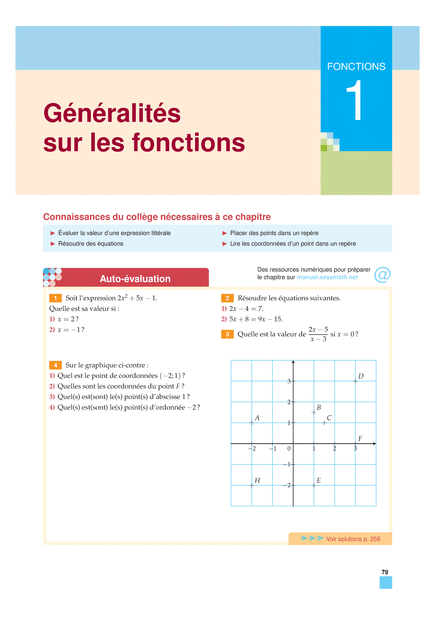 FONCTIONS
1
Généralités
sur les fonctions
Connaissances du collège nécessaires à ce chapitre
▶ Évaluer la valeur d'une expression littérale
▶ Résoudre des équations
▶ Placer des points dans un repère
▶ Lire les coordonnées d'un point dans un repère
Auto-évaluation
Des ressources numériques pour préparer
le chapitre sur manuel.sesamath.net
@
1 Soit l'expression 2x² + 5x − 1.
Quelle est sa valeur si :
1) x = 2 ?
2) x = −1 ?
2 Résoudre les équations suivantes.
1) 2x − 4 = 7.
2) 5x + 8 = 9x − 15.
3 Quelle est la valeur de (2x − 5)/(x − 3) si x = 0 ?
4 Sur le graphique ci-contre :
1) Quel est le point de coordonnées (−2; 1) ?
2) Quelles sont les coordonnées du point F ?
3) Quel(s) est(sont) le(s) point(s) d'abscisse 1 ?
4) Quel(s) est(sont) le(s) point(s) d'ordonnée −2 ?
3 D
2
A B C
1
F
−2 −1 0 1 2 3
−1
H −2 E
➤➤➤ Voir solutions p. 259
79